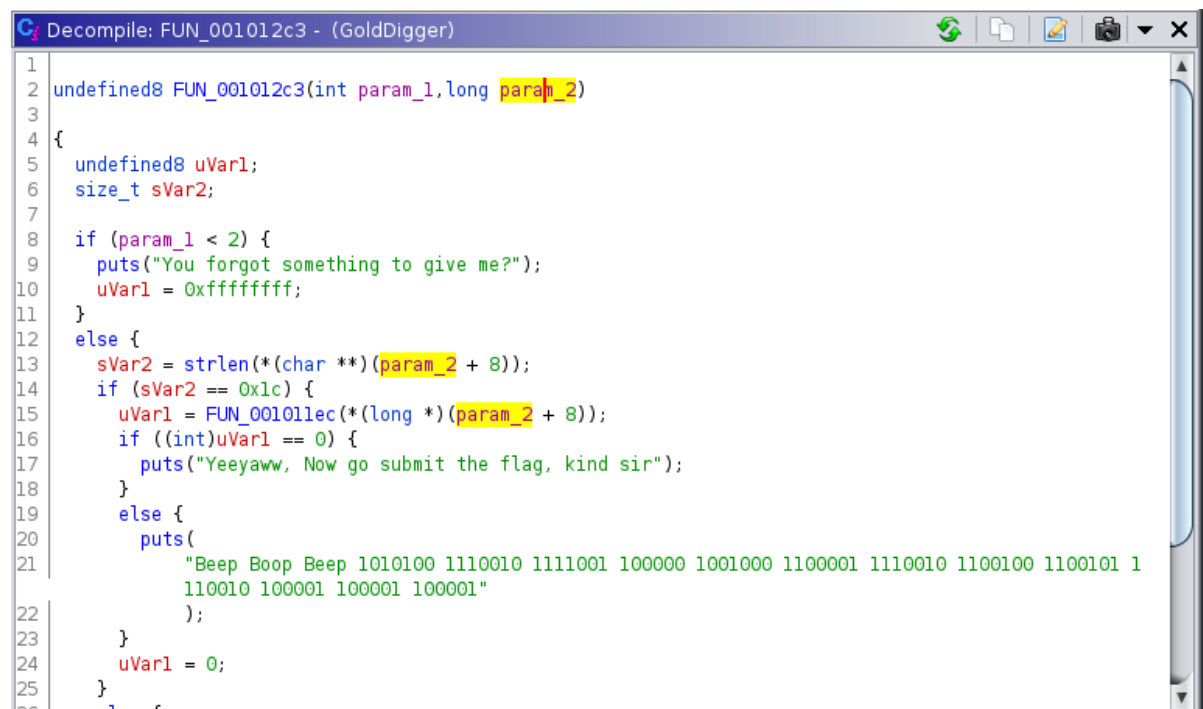 Decompile: FUN_001012c3 - (GoldDigger)
1
2 undefined8 FUN_001012c3(int param_1,long param_2)
3
4 {
5 undefined8 uVar1;
6 size_t sVar2;
7
8 if (param_1 < 2) {
9 puts("You forgot something to give me?");
10 uVar1 = 0xffffffff;
11 }
12 else {
13 sVar2 = strlen(*(char **)(param_2 + 8));
14 if (sVar2 == 0x1c) {
15 uVar1 = FUN_001011ec(*(long *)(param_2 + 8));
16 if ((int)uVar1 == 0) {
17 puts("Yeeyaww, Now go submit the flag, kind sir");
18 }
19 else {
20 puts(
21 "Beep Boop Beep 1010100 1110010 1111001 100000 1001000 1100001 1110010 1100100 1100101 1
110010 100001 100001 100001"
22 );
23 }
24 uVar1 = 0;
25 }